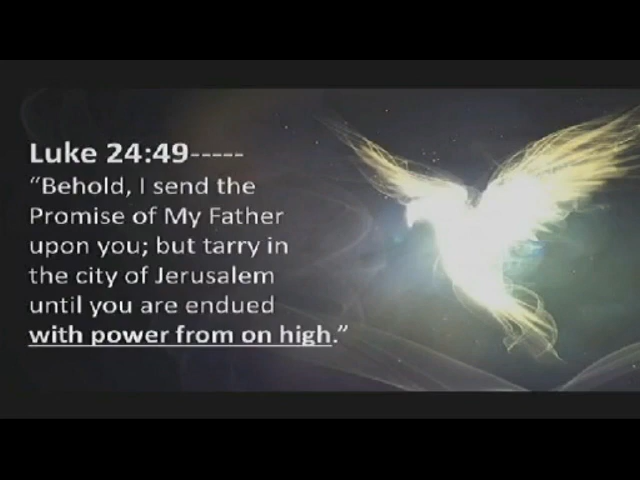 Luke 24:49-----
“Behold, I send the
Promise of My Father
upon you; but tarry in
the city of Jerusalem
until you are endued
with power from on high.”